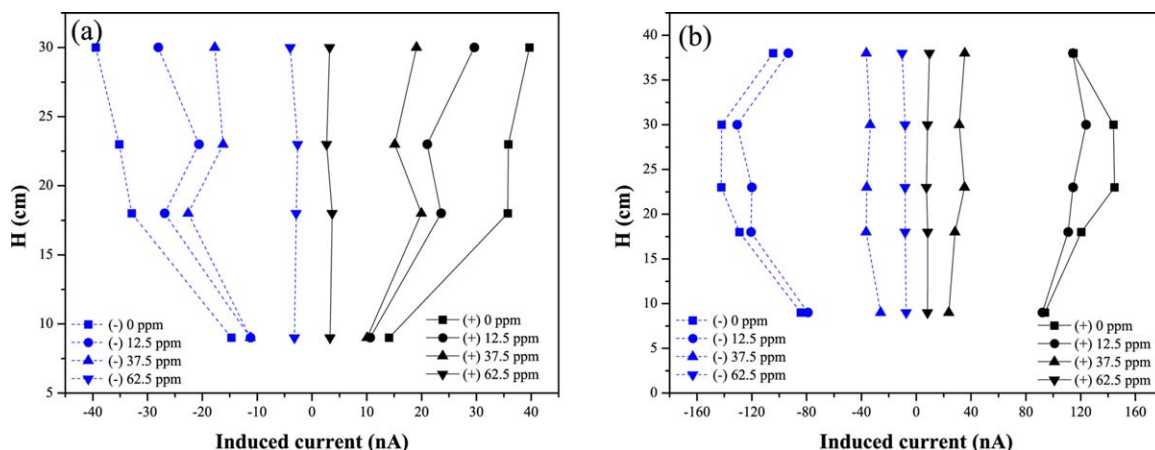 (a)
30
25
20
15
10
5
H (cm)
-40 -30 -20 -10 0 10 20 30 40
Induced current (nA)
(-) 0 ppm
(-) 12.5 ppm
(-) 37.5 ppm
(-) 62.5 ppm
(+) 0 ppm
(+) 12.5 ppm
(+) 37.5 ppm
(+) 62.5 ppm
(b)
40
35
30
25
20
15
10
5
0
H (cm)
-160 -120 -80 -40 0 40 80 120 160
Induced current (nA)
(-) 0 ppm
(-) 12.5 ppm
(-) 37.5 ppm
(-) 62.5 ppm
(+) 0 ppm
(+) 12.5 ppm
(+) 37.5 ppm
(+) 62.5 ppm